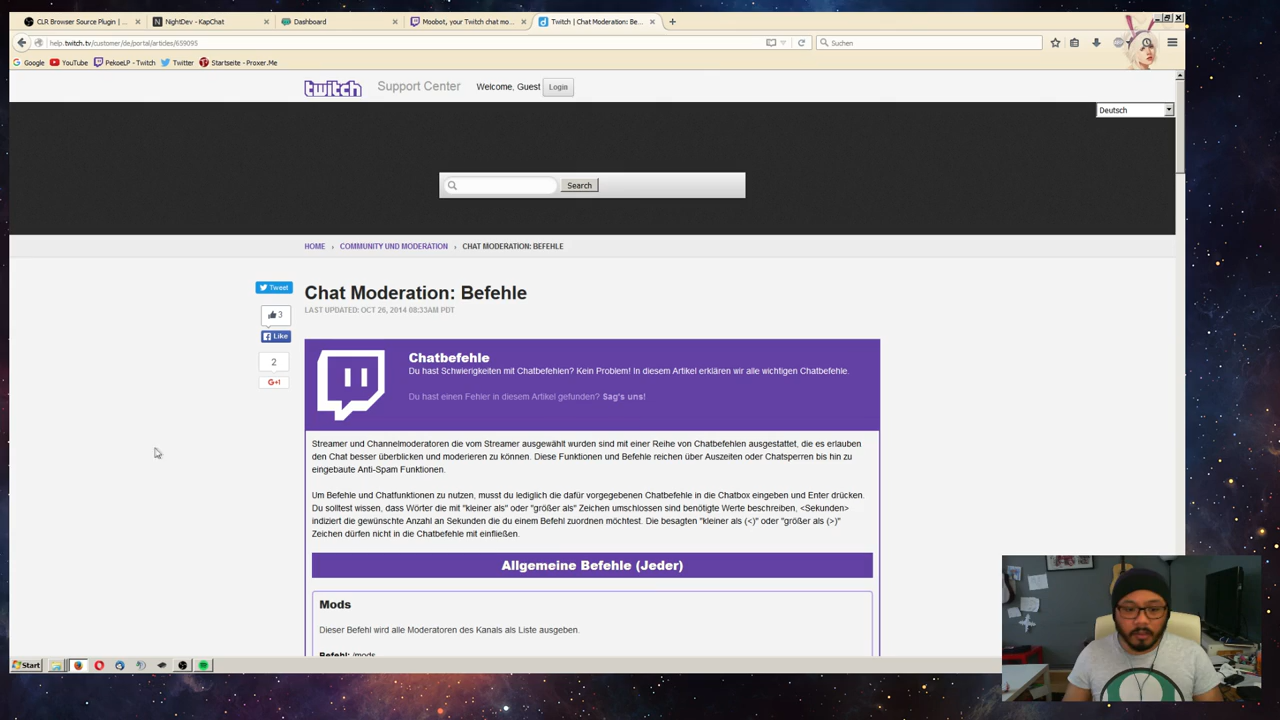 CLR Browser Source Plugin | ...
NightDev - KapChat
Dashboard
Moobot, your Twitch chat mo...
Twitch | Chat Moderation: Be...
help.twitch.tv/customer/de/portal/articles/659095
Suchen
Google
YouTube
PekoeLP - Twitch
Twitter
Startseite - Proxer.Me
twitch
Support Center
Welcome, Guest
Login
Deutsch
Search
HOME › COMMUNITY UND MODERATION › CHAT MODERATION: BEFEHLE
Tweet
3
Like
2
G+1
Chat Moderation: Befehle
LAST UPDATED: OCT 26, 2014 08:33AM PDT
Chatbefehle
Du hast Schwierigkeiten mit Chatbefehlen? Kein Problem! In diesem Artikel erklären wir alle wichtigen Chatbefehle.
Du hast einen Fehler in diesem Artikel gefunden? Sag's uns!
Streamer und Channelmoderatoren die vom Streamer ausgewählt wurden sind mit einer Reihe von Chatbefehlen ausgestattet, die es erlauben
den Chat besser überblicken und moderieren zu können. Diese Funktionen und Befehle reichen über Auszeiten oder Chatsperren bis hin zu
eingebaute Anti-Spam Funktionen.
Um Befehle und Chatfunktionen zu nutzen, musst du lediglich die dafür vorgegebenen Chatbefehle in die Chatbox eingeben und Enter drücken.
Du solltest wissen, dass Wörter die mit "kleiner als" oder "größer als" Zeichen umschlossen sind benötigte Werte beschreiben, <Sekunden>
indiziert die gewünschte Anzahl an Sekunden die du einem Befehl zuordnen möchtest. Die besagten "kleiner als (<)" oder "größer als (>)"
Zeichen dürfen nicht in die Chatbefehle mit einfließen.
Allgemeine Befehle (Jeder)
Mods
Dieser Befehl wird alle Moderatoren des Kanals als Liste ausgeben.
Befehl: /mods
Start